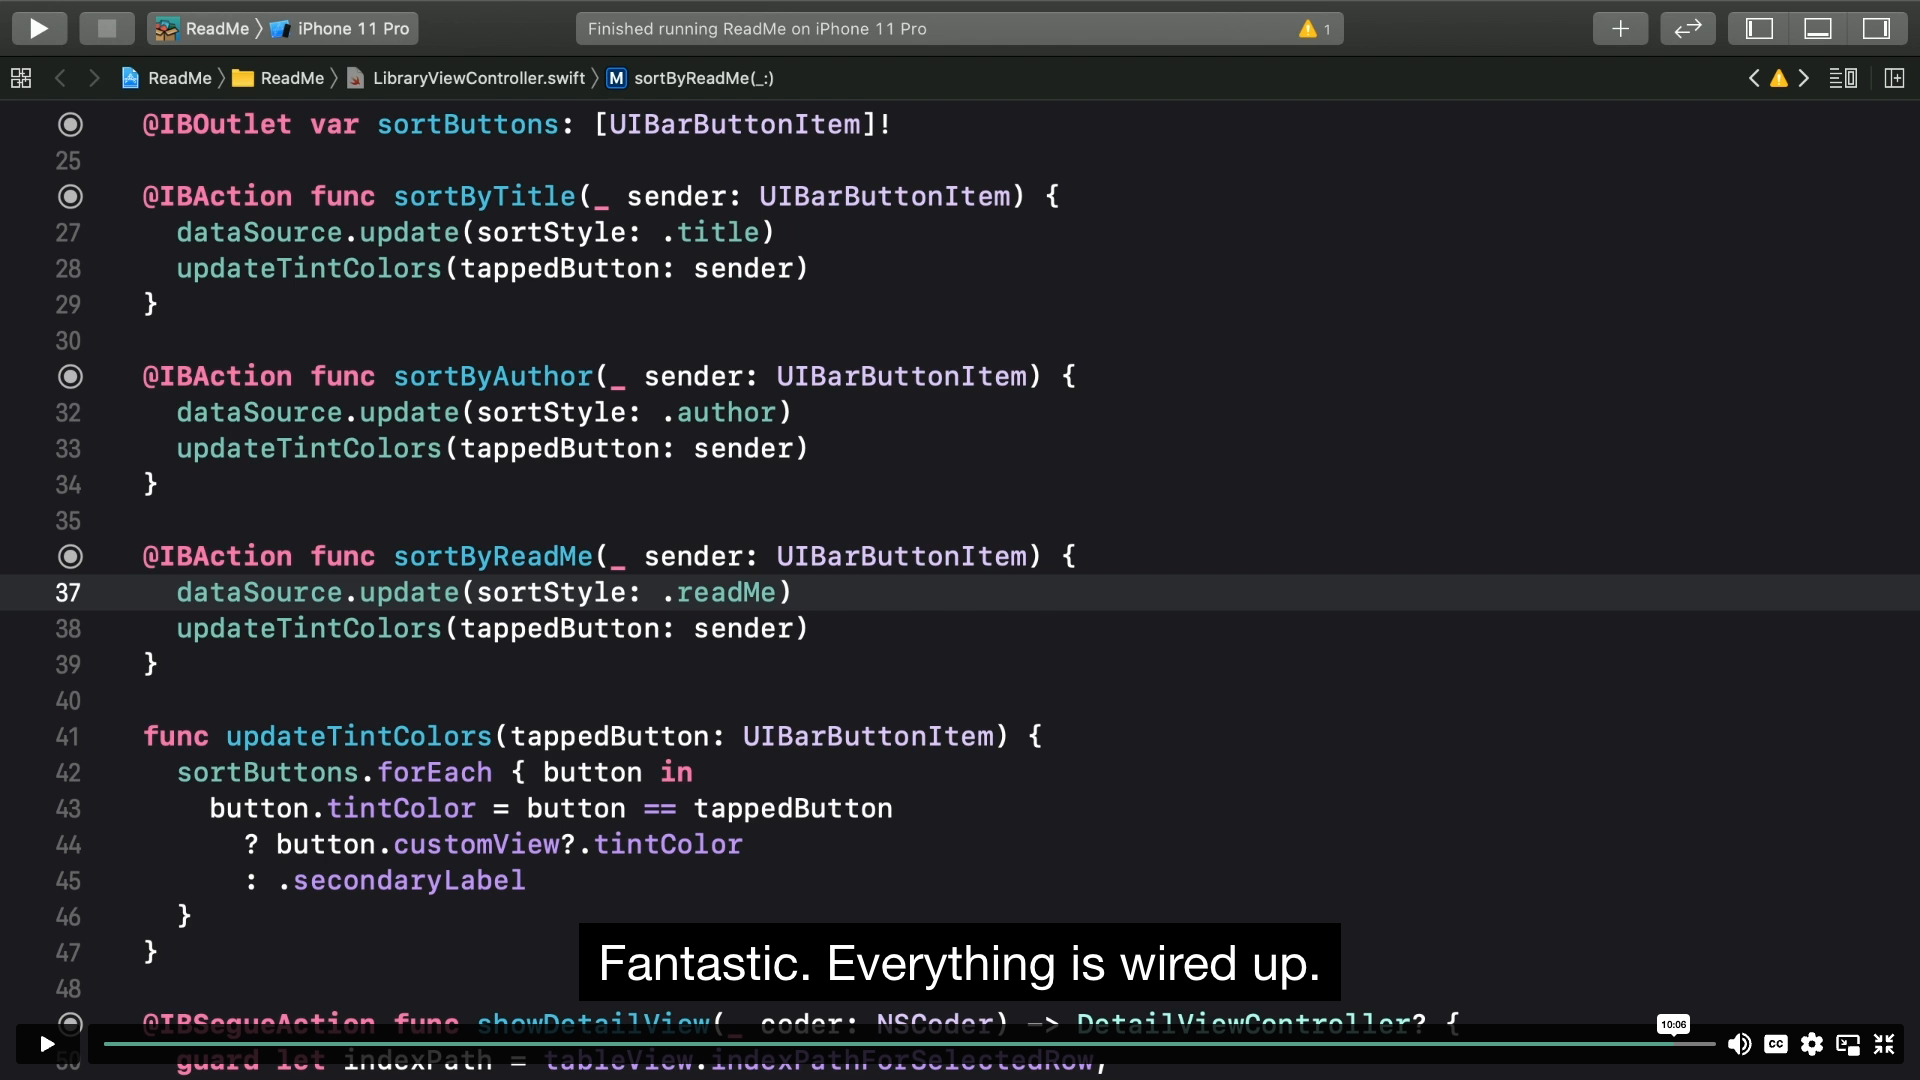 ReadMe 〉 iPhone 11 Pro
Finished running ReadMe on iPhone 11 Pro
1
ReadMe 〉 ReadMe 〉 LibraryViewController.swift 〉 M sortByReadMe(_:)
@IBOutlet var sortButtons: [UIBarButtonItem]!
25
@IBAction func sortByTitle(_ sender: UIBarButtonItem) {
27 dataSource.update(sortStyle: .title)
28 updateTintColors(tappedButton: sender)
29 }
30
@IBAction func sortByAuthor(_ sender: UIBarButtonItem) {
32 dataSource.update(sortStyle: .author)
33 updateTintColors(tappedButton: sender)
34 }
35
@IBAction func sortByReadMe(_ sender: UIBarButtonItem) {
37 dataSource.update(sortStyle: .readMe)
38 updateTintColors(tappedButton: sender)
39 }
40
41 func updateTintColors(tappedButton: UIBarButtonItem) {
42 sortButtons.forEach { button in
43 button.tintColor = button == tappedButton
44 ? button.customView?.tintColor
45 : .secondaryLabel
46 }
47 }
Fantastic. Everything is wired up.
48
@IBSegueAction func showDetailView(_ coder: NSCoder) -> DetailViewController? {
10:06
CC
50 guard let indexPath = tableView.indexPathForSelectedRow,